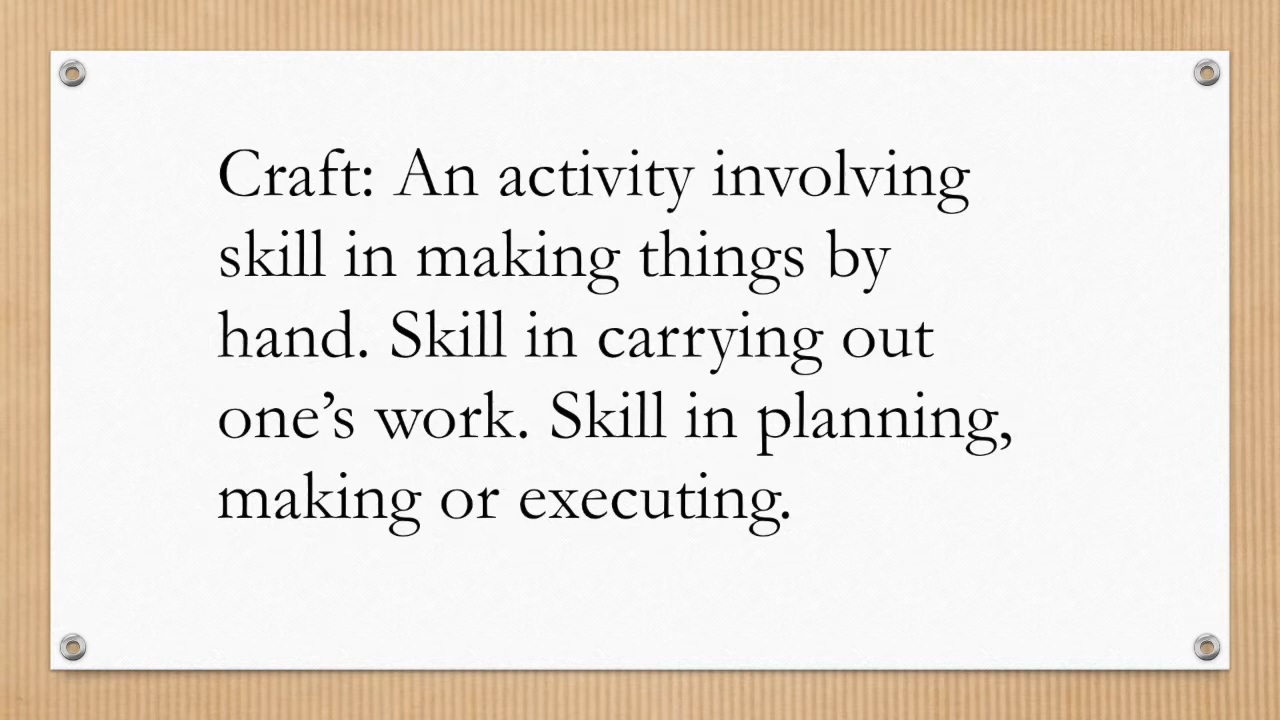 Craft: An activity involving
skill in making things by
hand. Skill in carrying out
one’s work. Skill in planning,
making or executing.